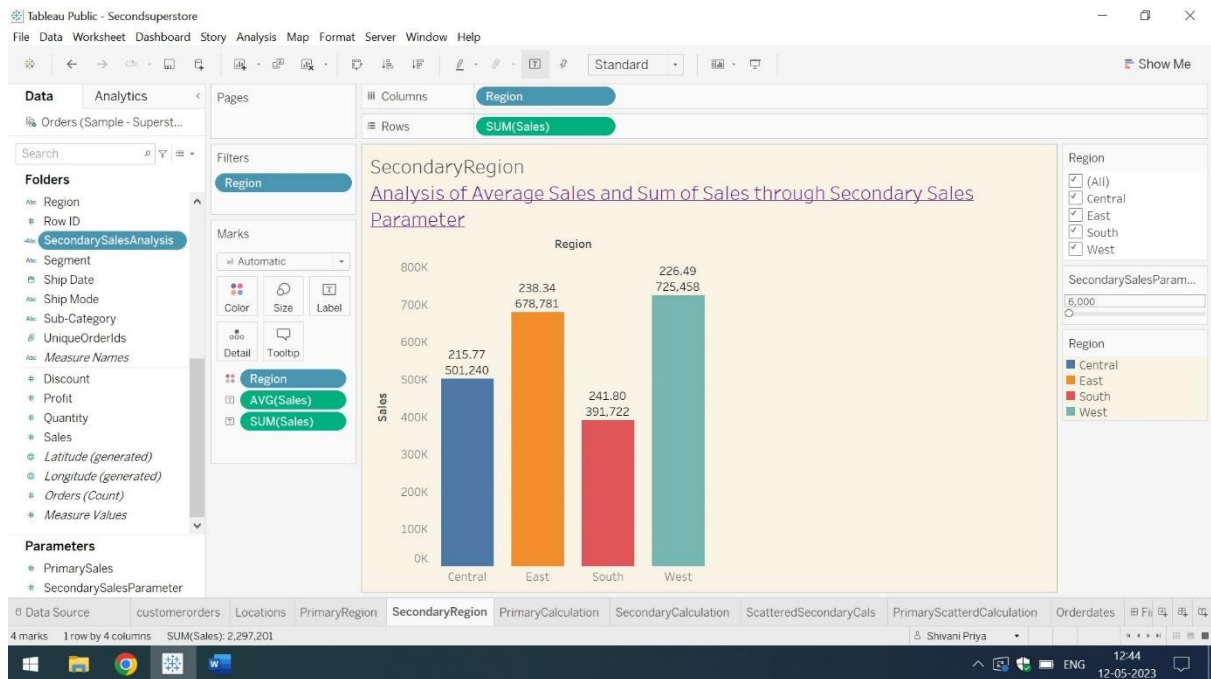 Tableau Public - Secondsuperstore
File Data Worksheet Dashboard Story Analysis Map Format Server Window Help
Standard
Show Me
Data Analytics
Orders (Sample - Superst...
Search
Folders
Abc Region
# Row ID
=Abc SecondarySalesAnalysis
Abc Segment
Ship Date
Abc Ship Mode
Abc Sub-Category
UniqueOrderIds
Abc Measure Names
# Discount
# Profit
# Quantity
# Sales
Latitude (generated)
Longitude (generated)
# Orders (Count)
# Measure Values
Parameters
# PrimarySales
# SecondarySalesParameter
Pages
Filters
Region
Marks
Automatic
Color Size Label
Detail Tooltip
Region
AVG(Sales)
SUM(Sales)
Columns Region
Rows SUM(Sales)
SecondaryRegion
Analysis of Average Sales and Sum of Sales through Secondary Sales
Parameter
Region
800K
700K
600K
500K
400K
300K
200K
100K
0K
Sales
215.77
501,240
238.34
678,781
241.80
391,722
226.49
725,458
Central East South West
Region
(All)
Central
East
South
West
SecondarySalesParam...
6,000
Region
Central
East
South
West
Data Source customerorders Locations PrimaryRegion SecondaryRegion PrimaryCalculation SecondaryCalculation ScatteredSecondaryCals PrimaryScatterdCalculation Orderdates Fi
4 marks 1 row by 4 columns SUM(Sales): 2,297,201 Shivani Priya
W ENG 12:44
12-05-2023